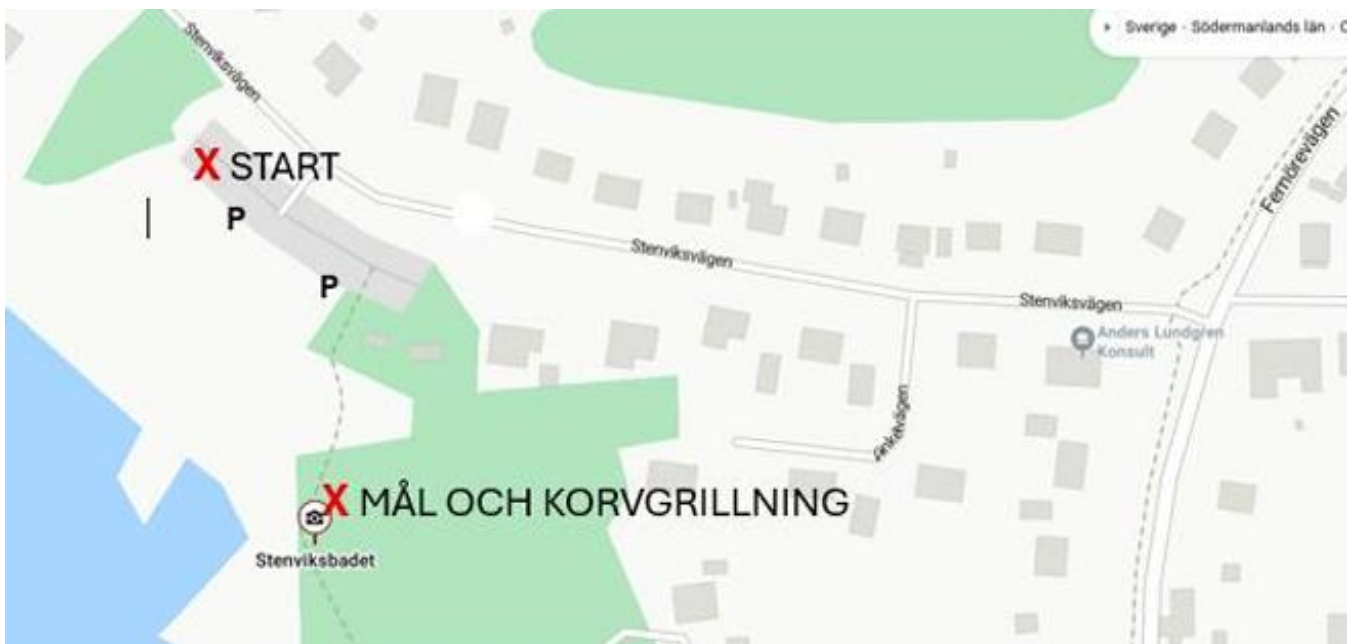 Sverige - Södermanlands län - O
Stenviksvägen
X START
P
P
Stenviksvägen
Femörevägen
Stenviksvägen
Anders Lundgren
Konsult
X MÅL OCH KORVGRILLNING
Stenviksbadet